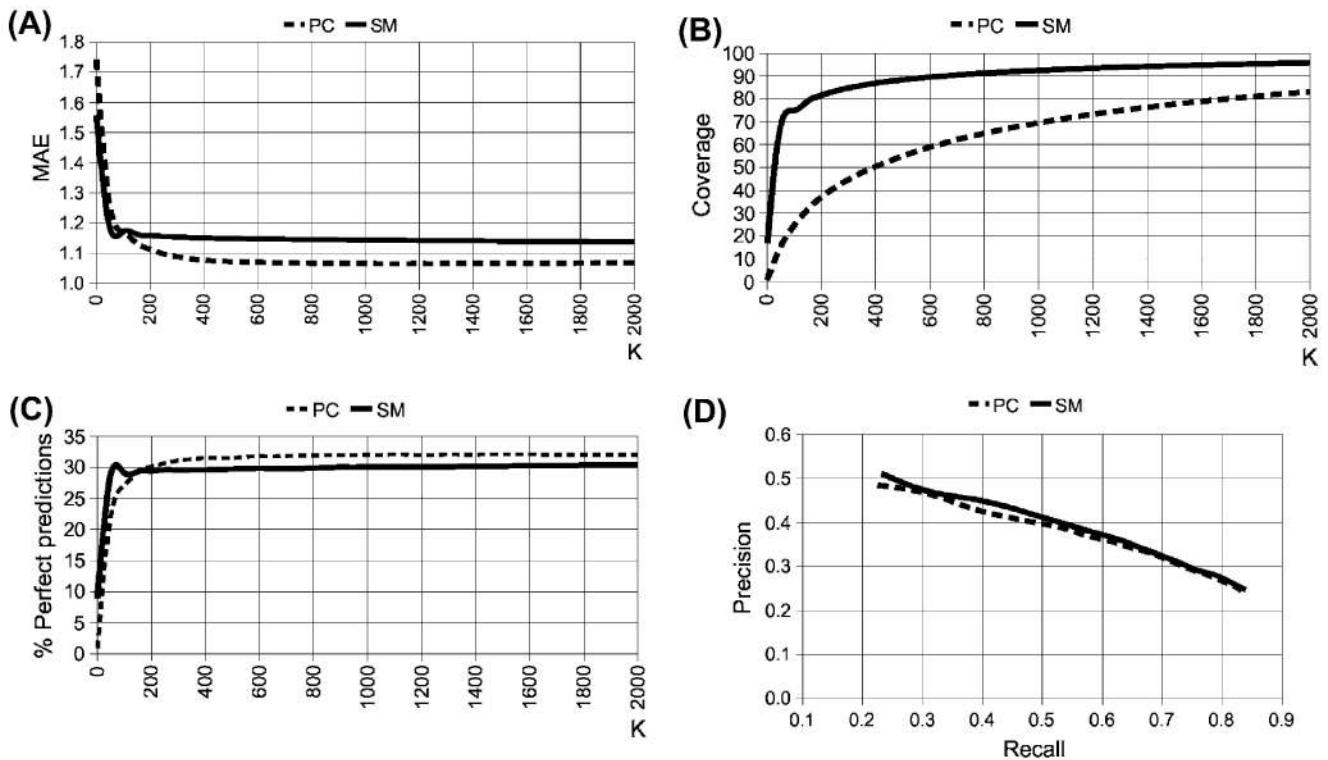 (A)
PC SM
1.8
1.7
1.6
1.5
1.4
1.3
1.2
1.1
1.0
MAE
0 200 400 600 800 1000 1200 1400 1600 1800 2000
K
(B)
PC SM
100
90
80
70
60
50
40
30
20
10
0
Coverage
0 200 400 600 800 1000 1200 1400 1600 1800 2000
K
(C)
PC SM
35
30
25
20
15
10
5
0
% Perfect predictions
0 200 400 600 800 1000 1200 1400 1600 1800 2000
K
(D)
PC SM
0.6
0.5
0.4
0.3
0.2
0.1
0.0
Precision
0.1 0.2 0.3 0.4 0.5 0.6 0.7 0.8 0.9
Recall